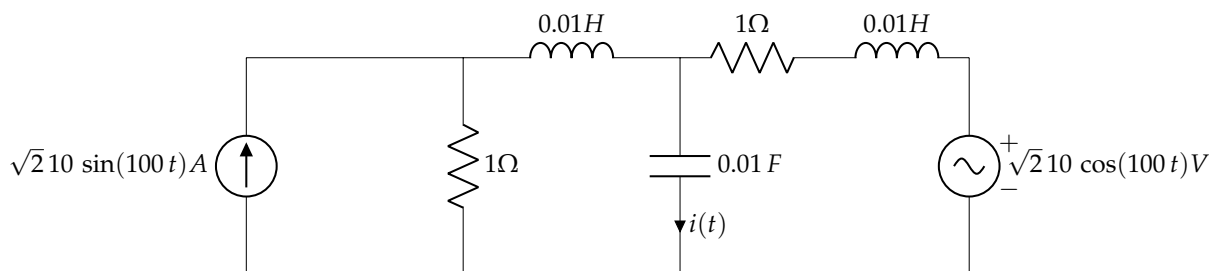 0.01H
1Ω
0.01H
√2 10 sin(100 t) A
1Ω
0.01 F
+
√2 10 cos(100 t)V
−
i(t)